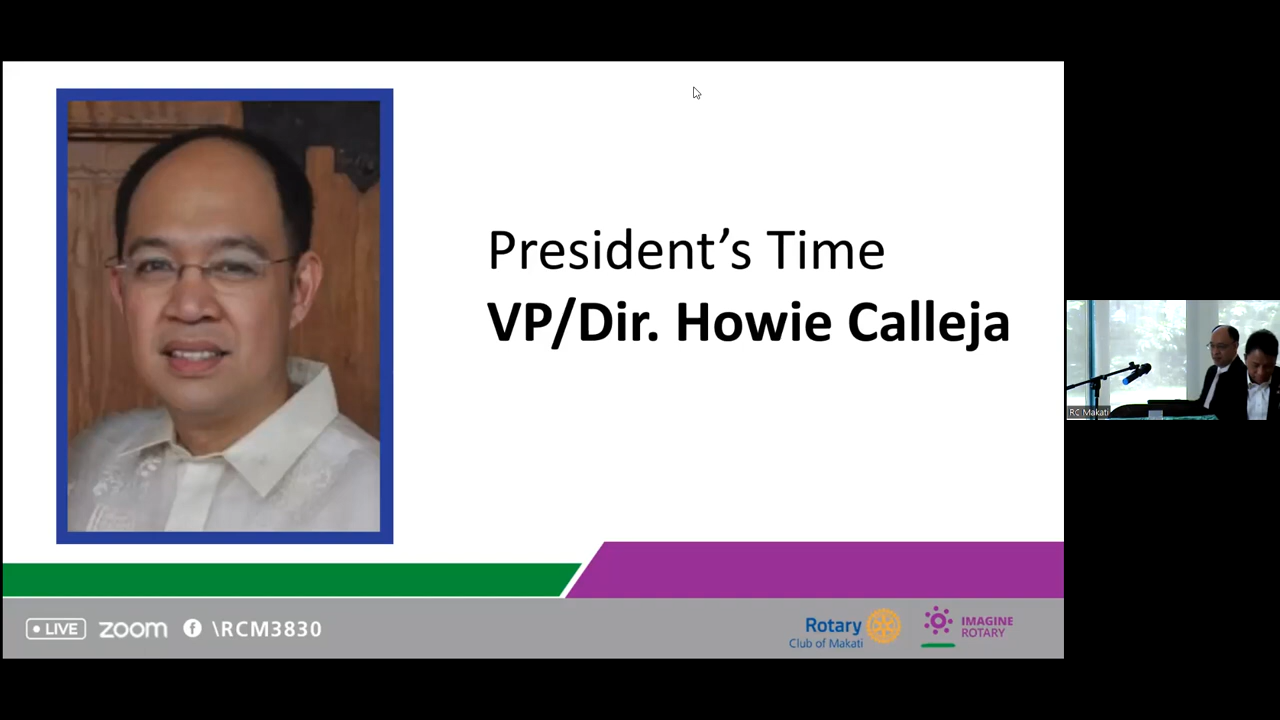 President's Time
VP/Dir. Howie Calleja
RC Makati
LIVE zoom \RCM3830
Rotary
Club of Makati
IMAGINE
ROTARY